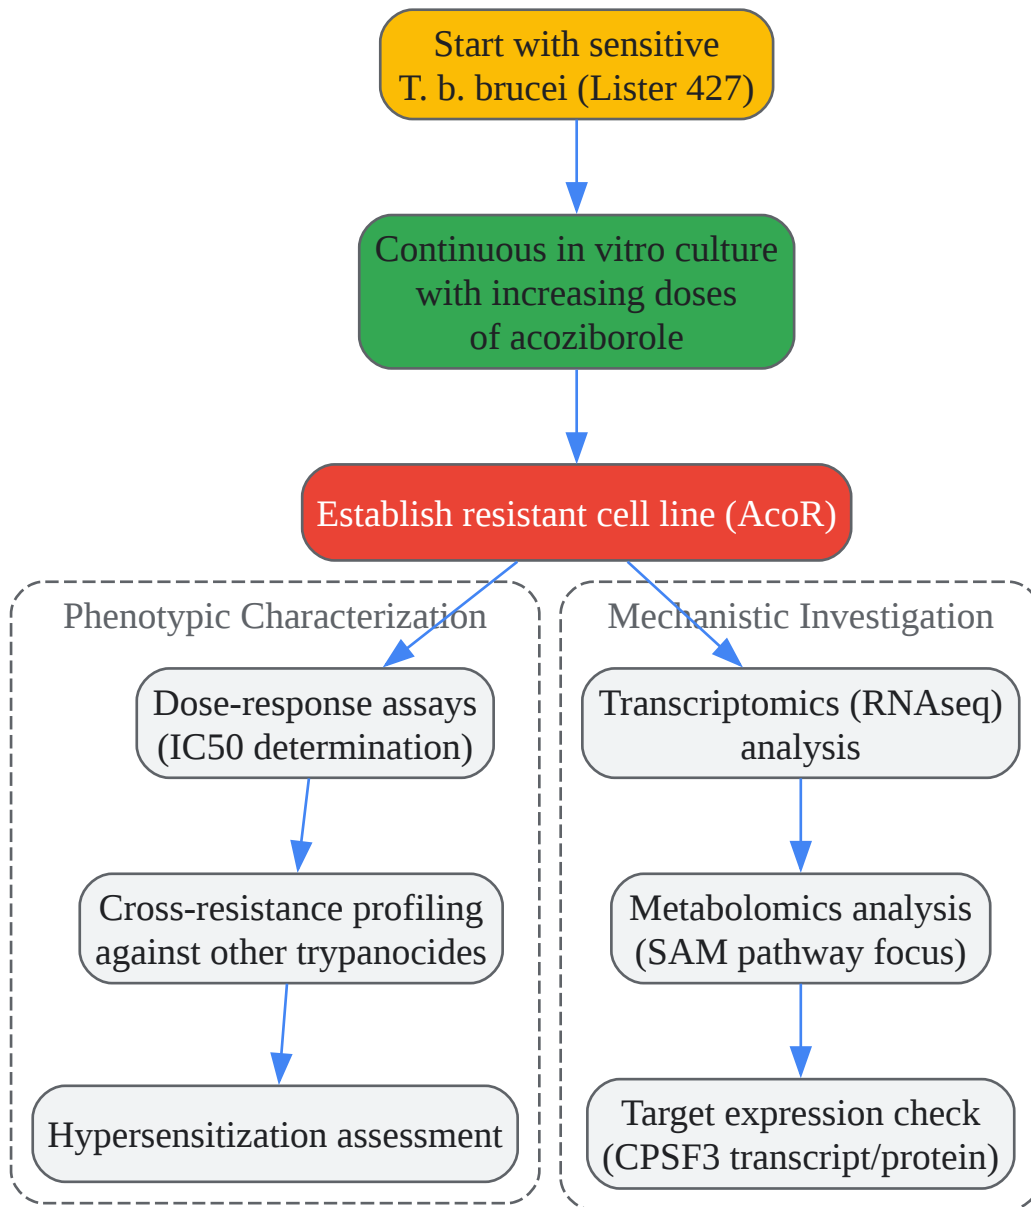 Start with sensitive
T. b. brucei (Lister 427)
Continuous in vitro culture
with increasing doses
of acoziborole
Establish resistant cell line (AcoR)
Phenotypic Characterization
Dose-response assays
(IC50 determination)
Cross-resistance profiling
against other trypanocides
Hypersensitization assessment
Mechanistic Investigation
Transcriptomics (RNAseq)
analysis
Metabolomics analysis
(SAM pathway focus)
Target expression check
(CPSF3 transcript/protein)